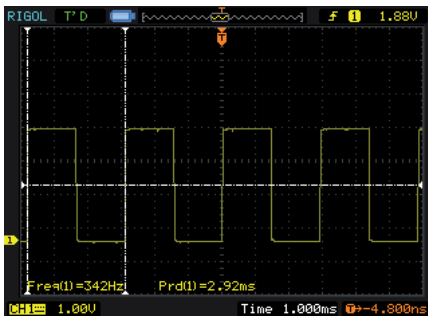 RIGOL T'D T f 1 1.88V
T
1
Freq(1)=342Hz Prd(1)=2.92ms
CH1 1.00V Time 1.000ms T→-4.800ns